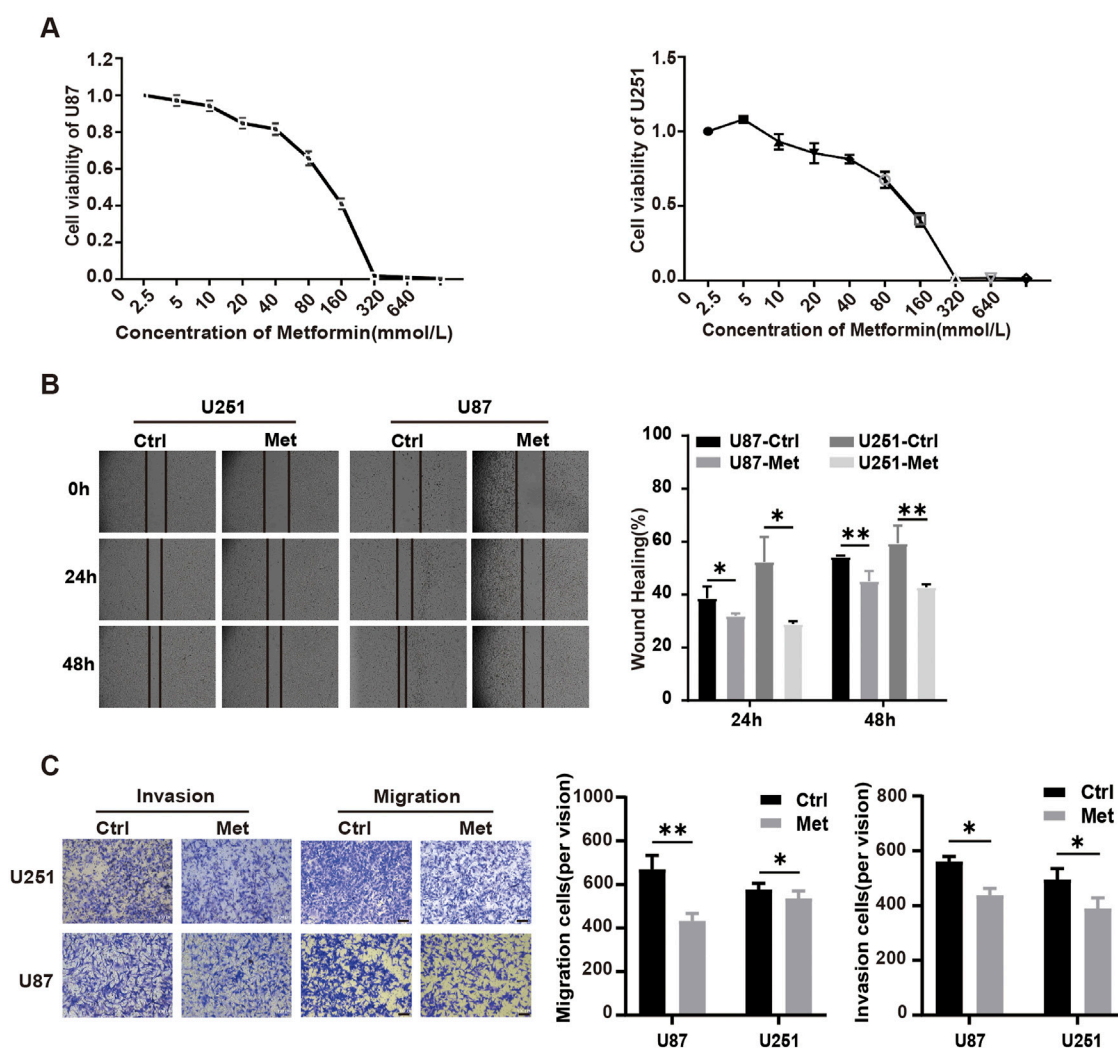 A
Cell viability of U87
1.2
1.0
0.8
0.6
0.4
0.2
0.0
0 2.5 5 10 20 40 80 160 320 640
Concentration of Metformin(mmol/L)
Cell viability of U251
1.5
1.0
0.5
0.0
0 2.5 5 10 20 40 80 160 320 640
Concentration of Metformin(mmol/L)
B
U251 U87
Ctrl Met Ctrl Met
0h
24h
48h
Wound Healing(%)
100
80
60
40
20
0
U87-Ctrl U251-Ctrl
U87-Met U251-Met
* * ** **
24h 48h
C
Invasion Migration
Ctrl Met Ctrl Met
U251
U87
Migration cells(per vision)
1000
600
600
400
200
0
Ctrl
Met
** *
U87 U251
Invasion cells(per vision)
800
600
400
200
0
Ctrl
Met
* *
U87 U251